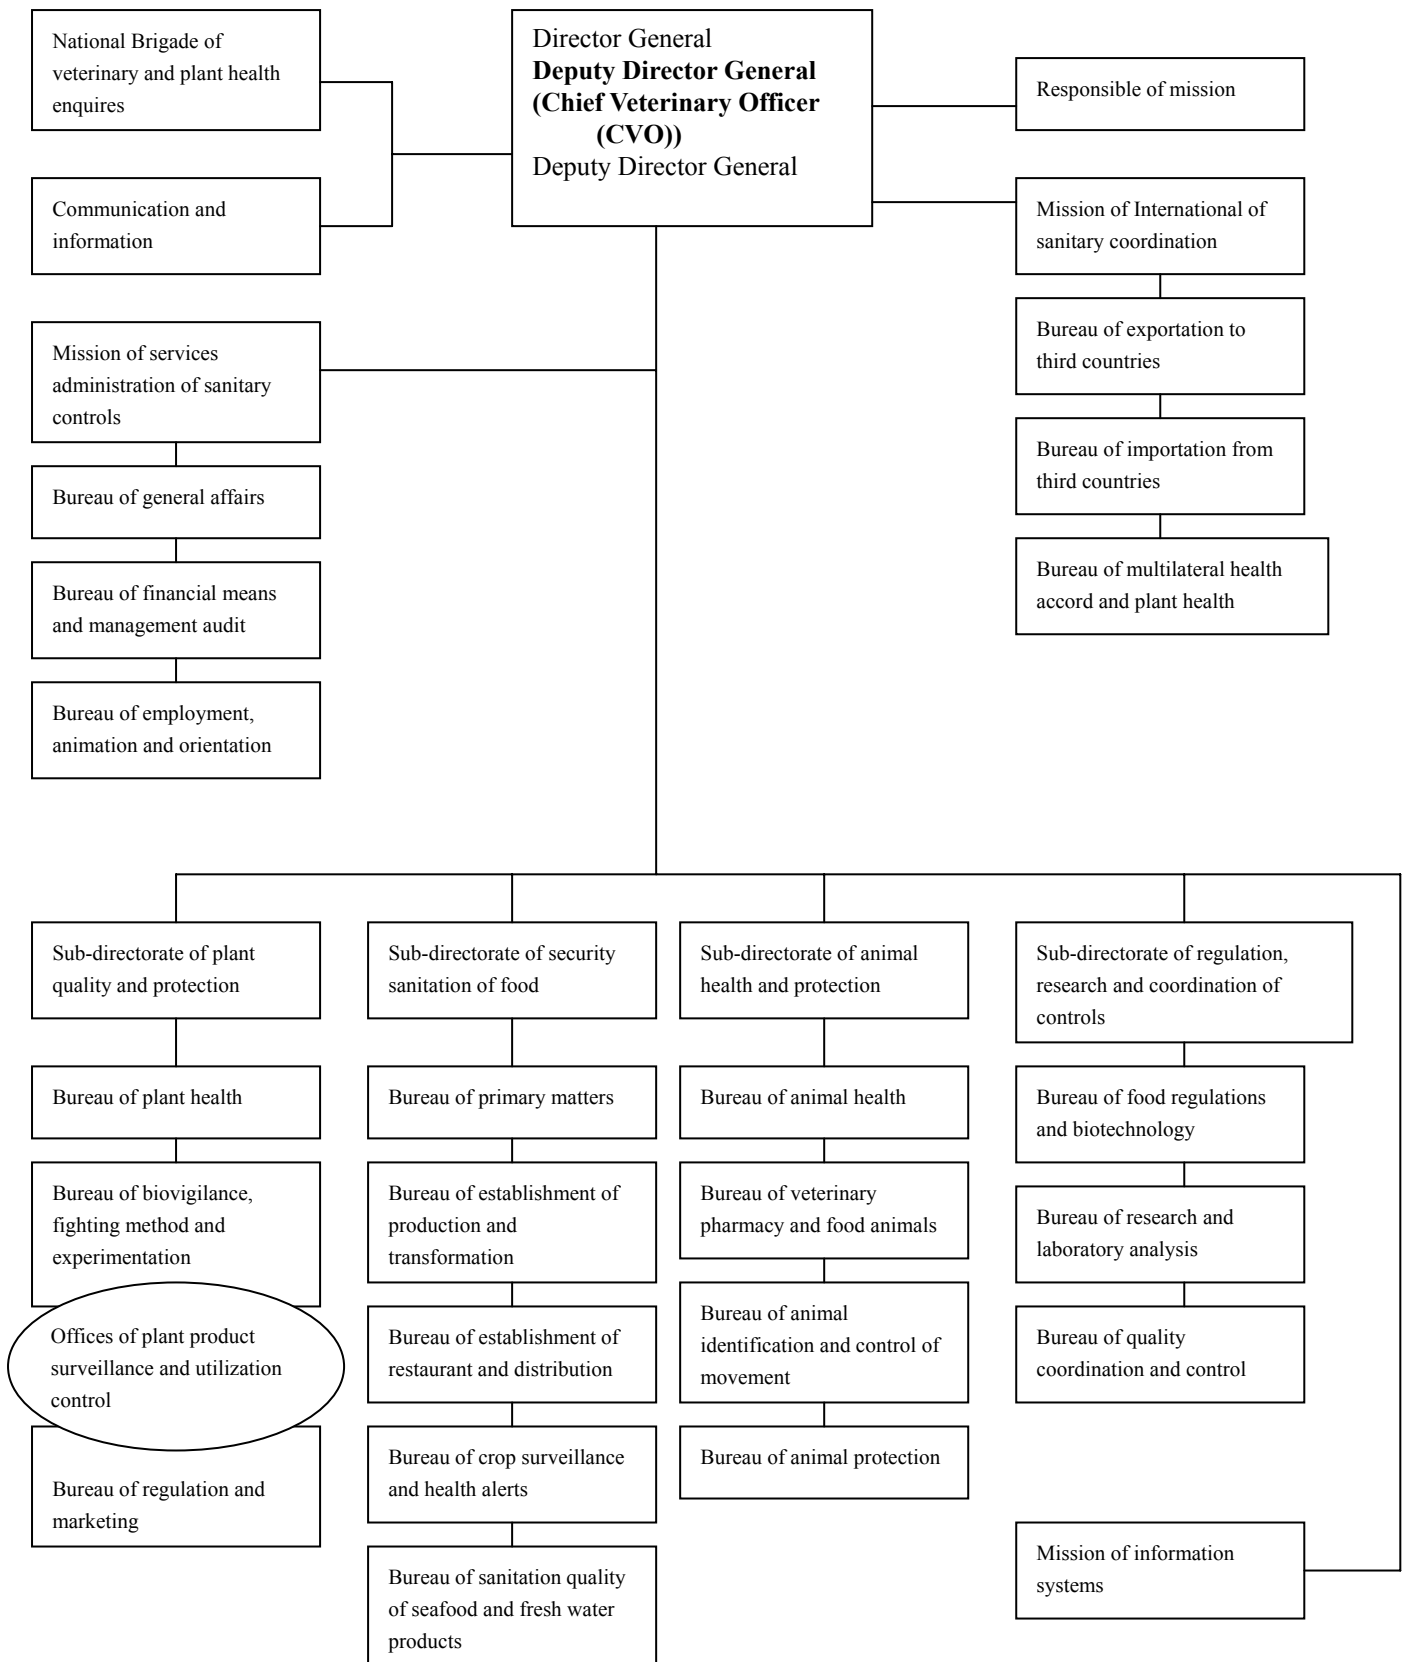 National Brigade of
veterinary and plant health
enquires
Director General
Deputy Director General
(Chief Veterinary Officer
(CVO))
Deputy Director General
Responsible of mission
Communication and
information
Mission of International of
sanitary coordination
Bureau of exportation to
third countries
Bureau of importation from
third countries
Bureau of multilateral health
accord and plant health
Mission of services
administration of sanitary
controls
Bureau of general affairs
Bureau of financial means
and management audit
Bureau of employment,
animation and orientation
Sub-directorate of plant
quality and protection
Bureau of plant health
Bureau of biovigilance,
fighting method and
experimentation
Offices of plant product
surveillance and utilization
control
Bureau of regulation and
marketing
Sub-directorate of security
sanitation of food
Bureau of primary matters
Bureau of establishment of
production and
transformation
Bureau of establishment of
restaurant and distribution
Bureau of crop surveillance
and health alerts
Bureau of sanitation quality
of seafood and fresh water
products
Sub-directorate of animal
health and protection
Bureau of animal health
Bureau of veterinary
pharmacy and food animals
Bureau of animal
identification and control of
movement
Bureau of animal protection
Sub-directorate of regulation,
research and coordination of
controls
Bureau of food regulations
and biotechnology
Bureau of research and
laboratory analysis
Bureau of quality
coordination and control
Mission of information
systems